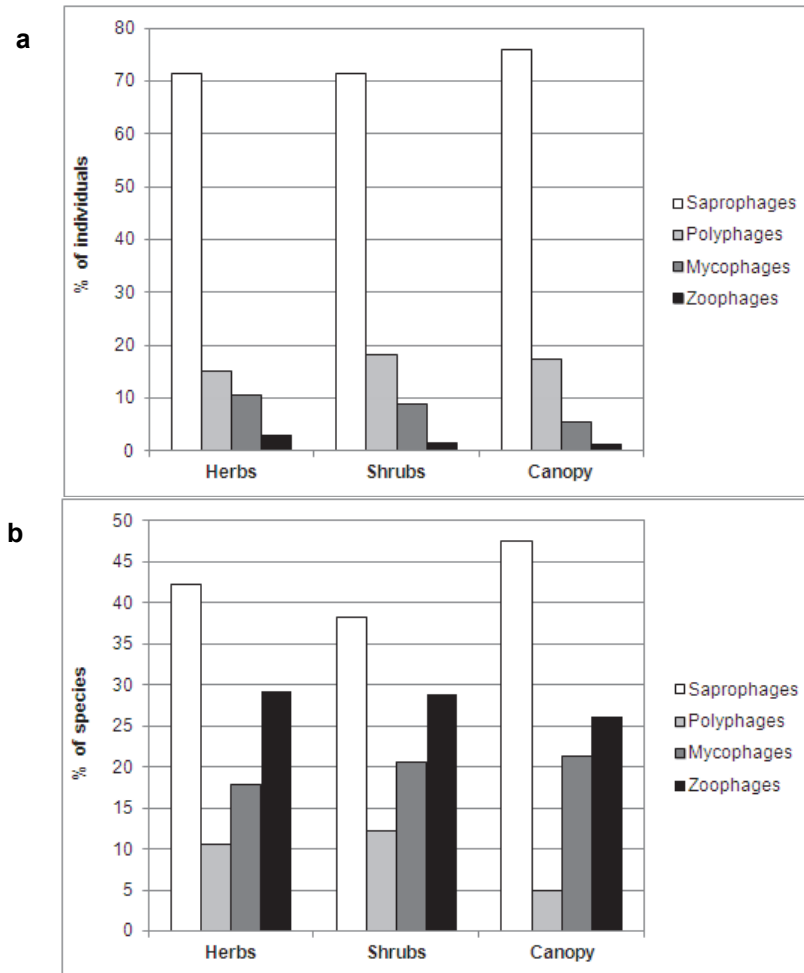 a
80
70
60
50
40
30
20
10
0
% of individuals
Herbs Shrubs Canopy
Saprophages
Polyphages
Mycophages
Zoophages
b
50
45
40
35
30
25
20
15
10
5
0
% of species
Herbs Shrubs Canopy
Saprophages
Polyphages
Mycophages
Zoophages